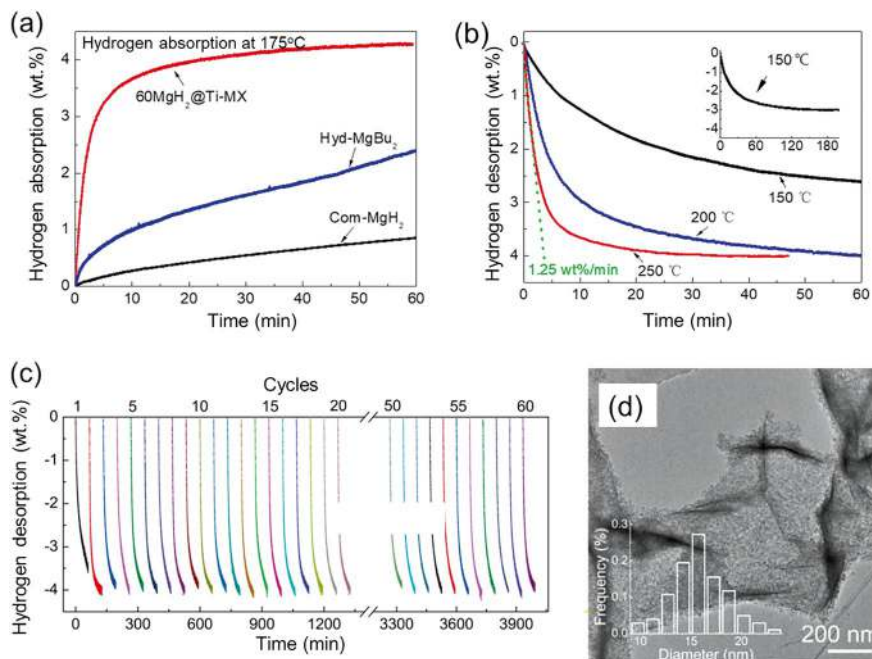 (a)
Hydrogen absorption at 175°C
Hydrogen absorption (wt.%)
4
3
2
1
0
60MgH₂@Ti-MX
Hyd-MgBu₂
Com-MgH₂
0 10 20 30 40 50 60
Time (min)
(b)
Hydrogen desorption (wt.%)
0
1
2
3
4
150 ℃
0
-1
-2
-3
-4
0 60 120 180
150 ℃
200 ℃
250 ℃
1.25 wt%/min
0 10 20 30 40 50 60
Time (min)
(c)
Cycles
1 5 10 15 20 50 55 60
Hydrogen desorption (wt.%)
0
-1
-2
-3
-4
-5
0 300 600 900 1200 3300 3600 3900
Time (min)
(d)
Frequency (%)
0.3
0.2
0.1
0.0
10 15 20
Diameter (nm)
200 nm